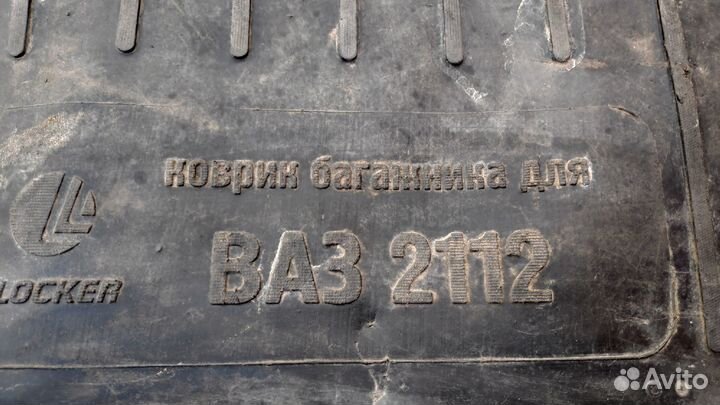 коврик багажника для
ВАЗ 2112
LOCKER
Avito